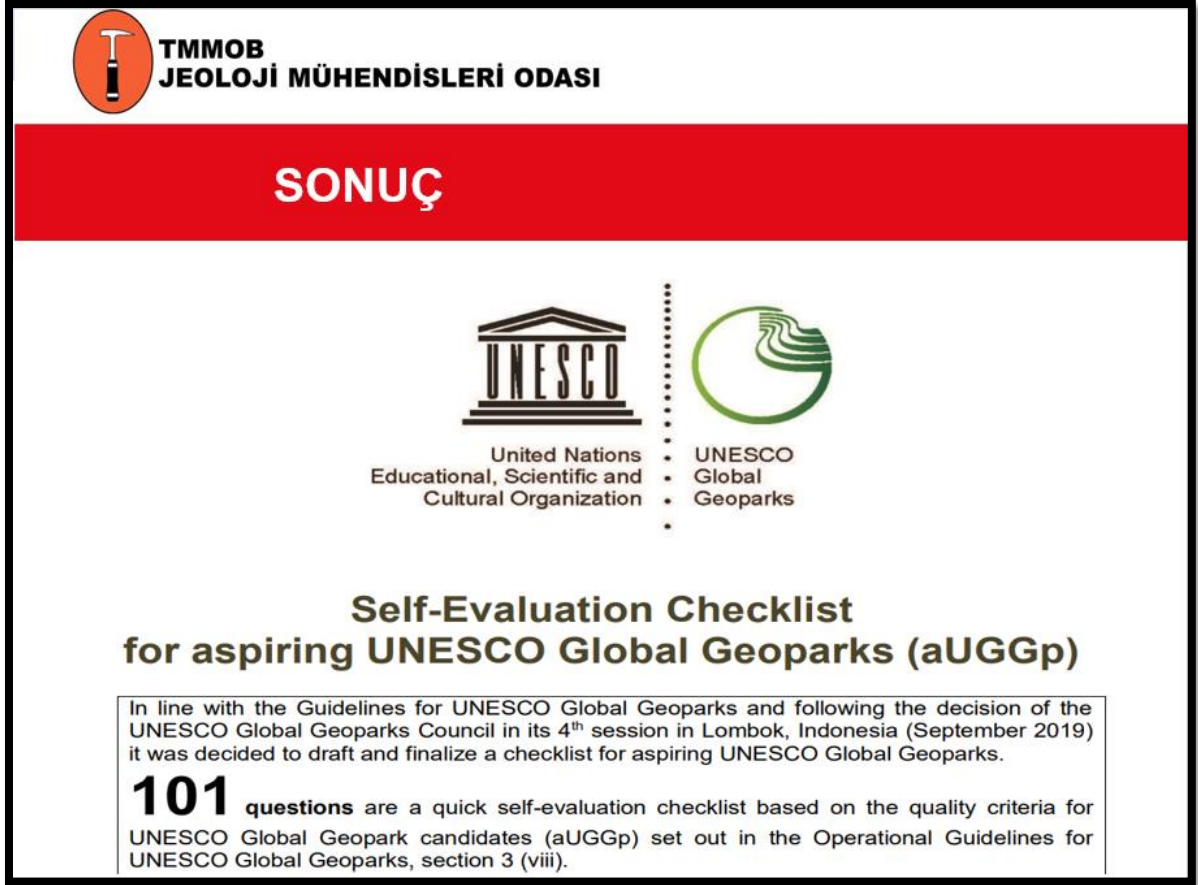 TMMOB
JEOLOJİ MÜHENDİSLERİ ODASI
SONUÇ
UNESCO
United Nations
Educational, Scientific and
Cultural Organization
UNESCO
Global
Geoparks
Self-Evaluation Checklist
for aspiring UNESCO Global Geoparks (aUGGp)
In line with the Guidelines for UNESCO Global Geoparks and following the decision of the
UNESCO Global Geoparks Council in its 4th session in Lombok, Indonesia (September 2019)
it was decided to draft and finalize a checklist for aspiring UNESCO Global Geoparks.
101 questions are a quick self-evaluation checklist based on the quality criteria for
UNESCO Global Geopark candidates (aUGGp) set out in the Operational Guidelines for
UNESCO Global Geoparks, section 3 (viii).